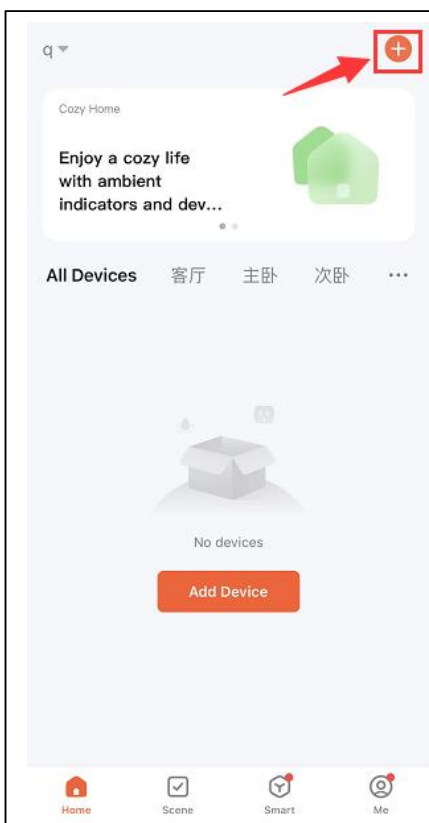 q
Cozy Home
Enjoy a cozy life
with ambient
indicators and dev...
All Devices 客厅 主卧 次卧 ...
No devices
Add Device
Home Scene Smart Me